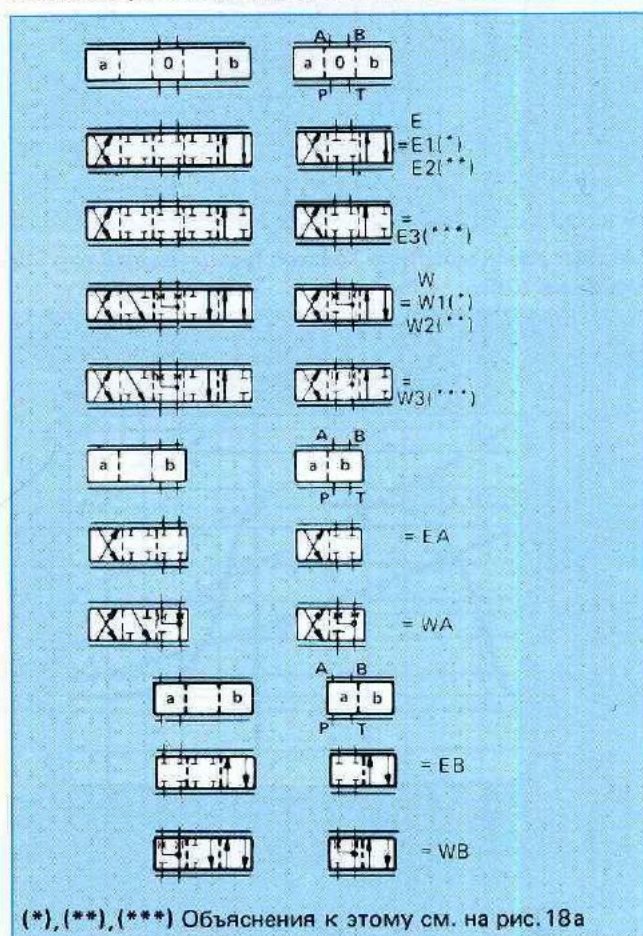 A B
a 0 b a 0 b
P T
E
= E1(*)
E2(**)
=
E3(***)
W
= W1(*)
W2(**)
=
W3(***)
A B
a b a b
P T
= EA
= WA
A B
a b a b
P T
= EB
= WB
(*), (**), (***) Объяснения к этому см. на рис. 18а